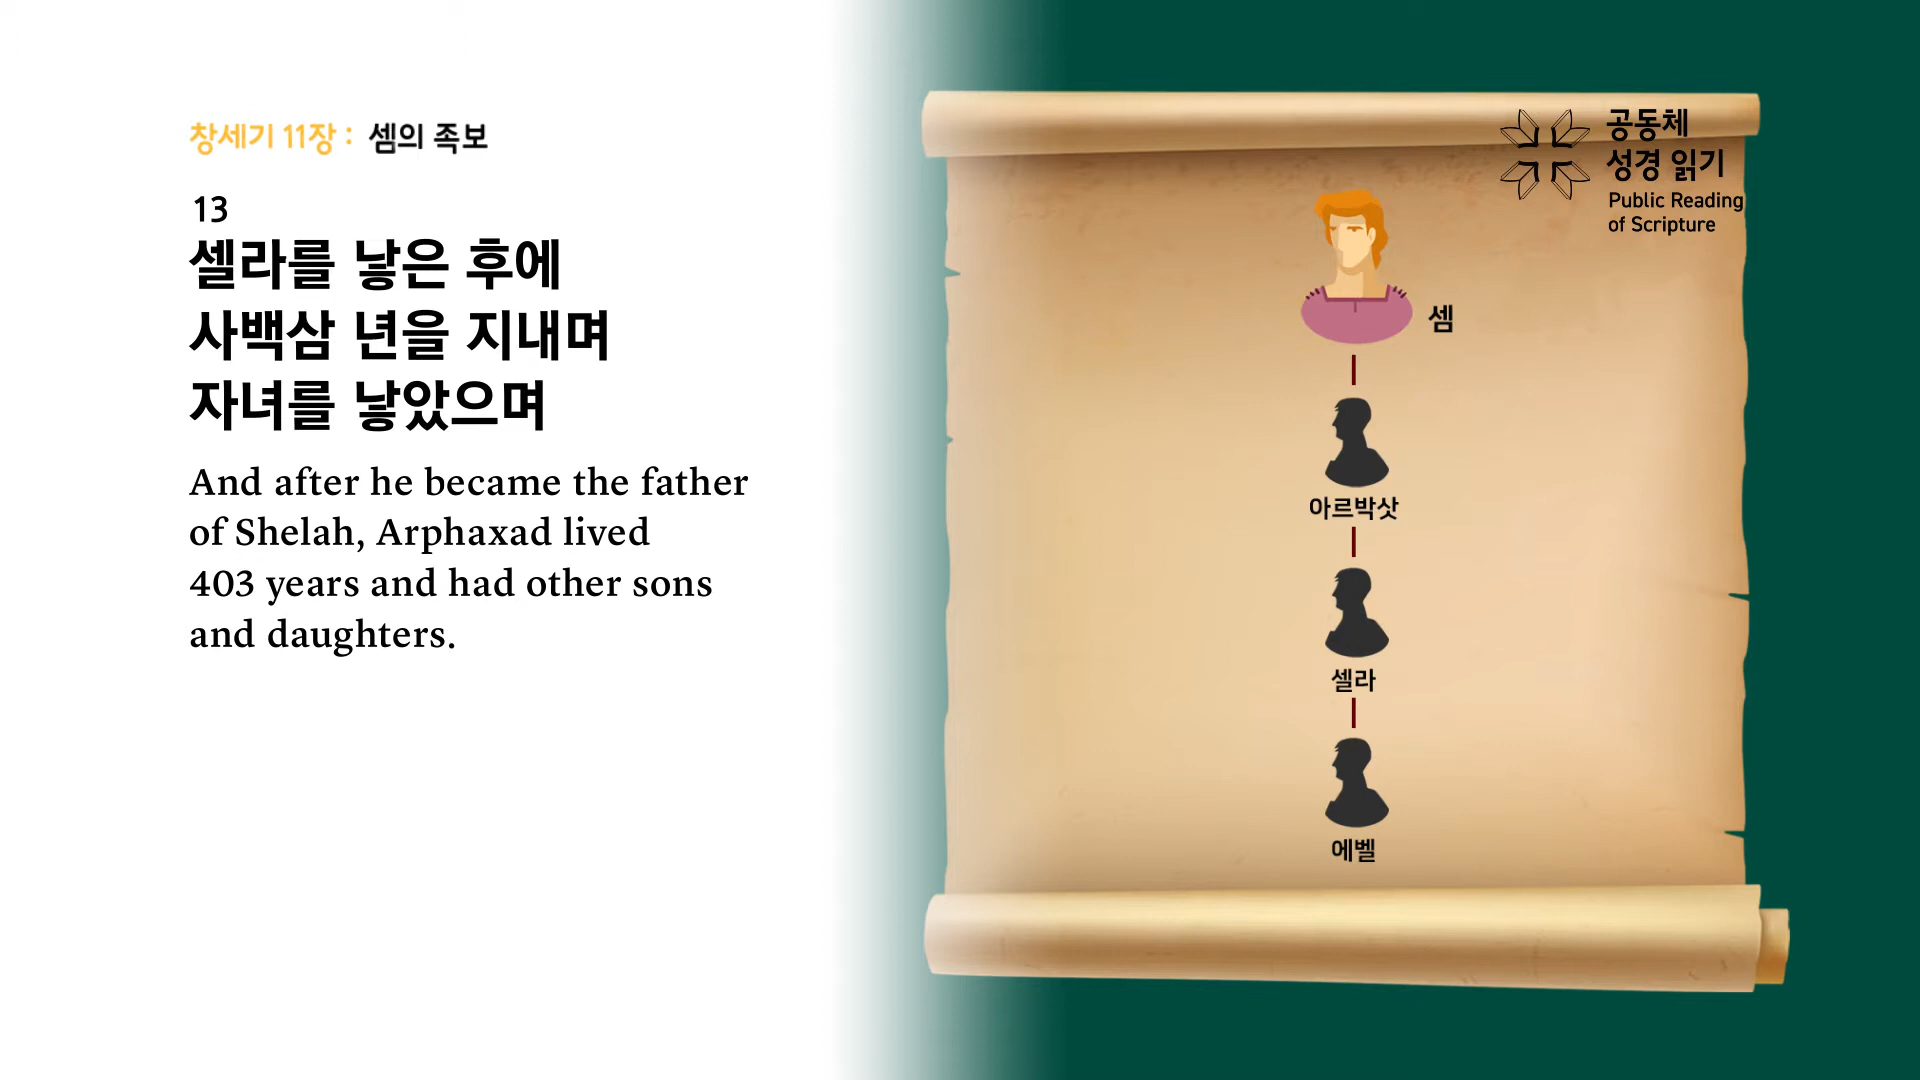 창세기 11장 : 셈의 족보
13
셀라를 낳은 후에
사백삼 년을 지내며
자녀를 낳았으며
And after he became the father
of Shelah, Arphaxad lived
403 years and had other sons
and daughters.
공동체
성경 읽기
Public Reading
of Scripture
셈
아르박삿
셀라
에벨